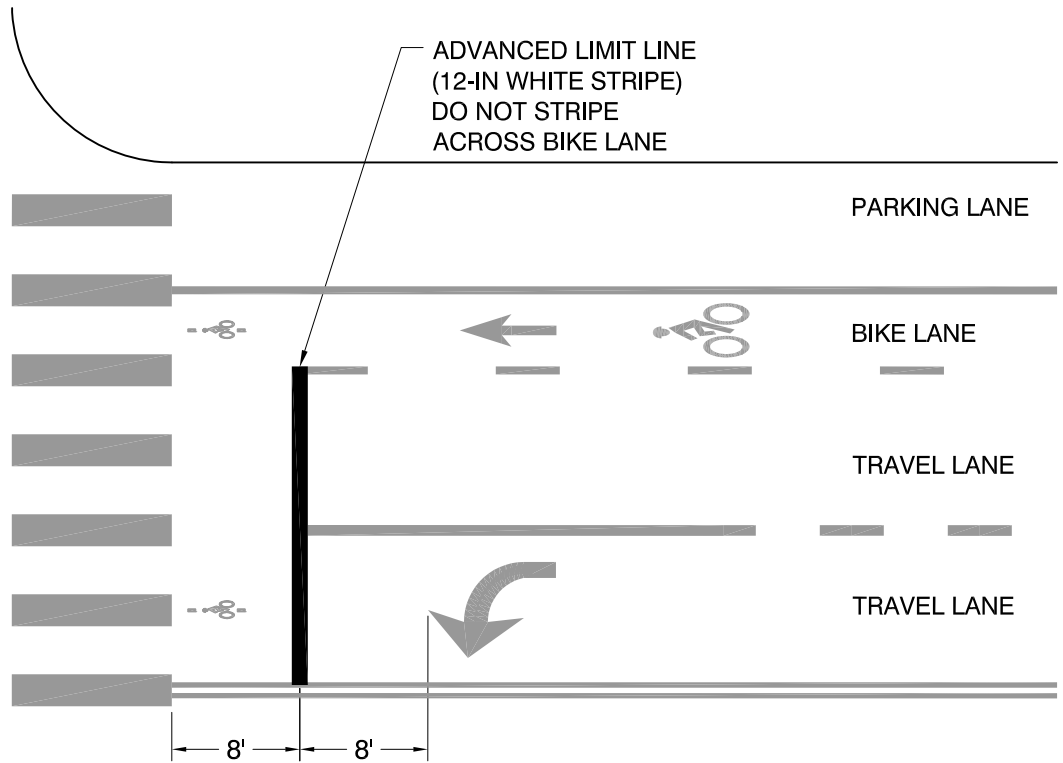 ADVANCED LIMIT LINE
(12-IN WHITE STRIPE)
DO NOT STRIPE
ACROSS BIKE LANE
PARKING LANE
BIKE LANE
TRAVEL LANE
TRAVEL LANE
8' 8'